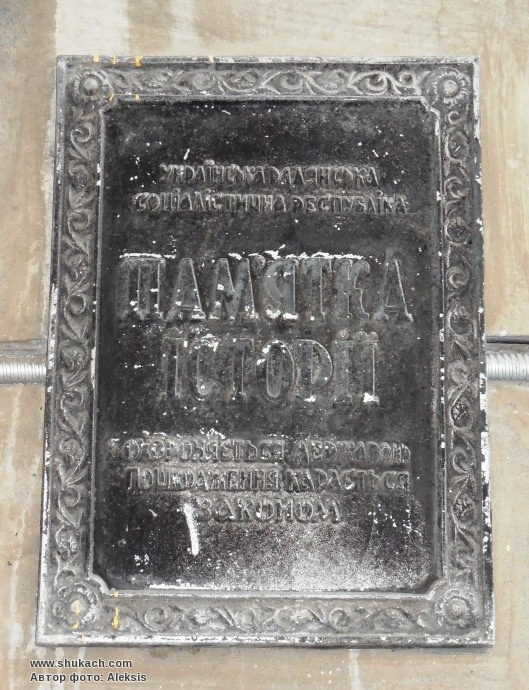 УКРАЇНСЬКА РАДЯНСЬКА
СОЦІАЛІСТИЧНА РЕСПУБЛІКА
ПАМ'ЯТКА
ІСТОРІЇ
ОХОРОНЯЄТЬСЯ ДЕРЖАВОЮ
ПОШКОДЖЕННЯ КАРАЄТЬСЯ
ЗАКОНОМ
www.shukach.com
Автор фото: Aleksis